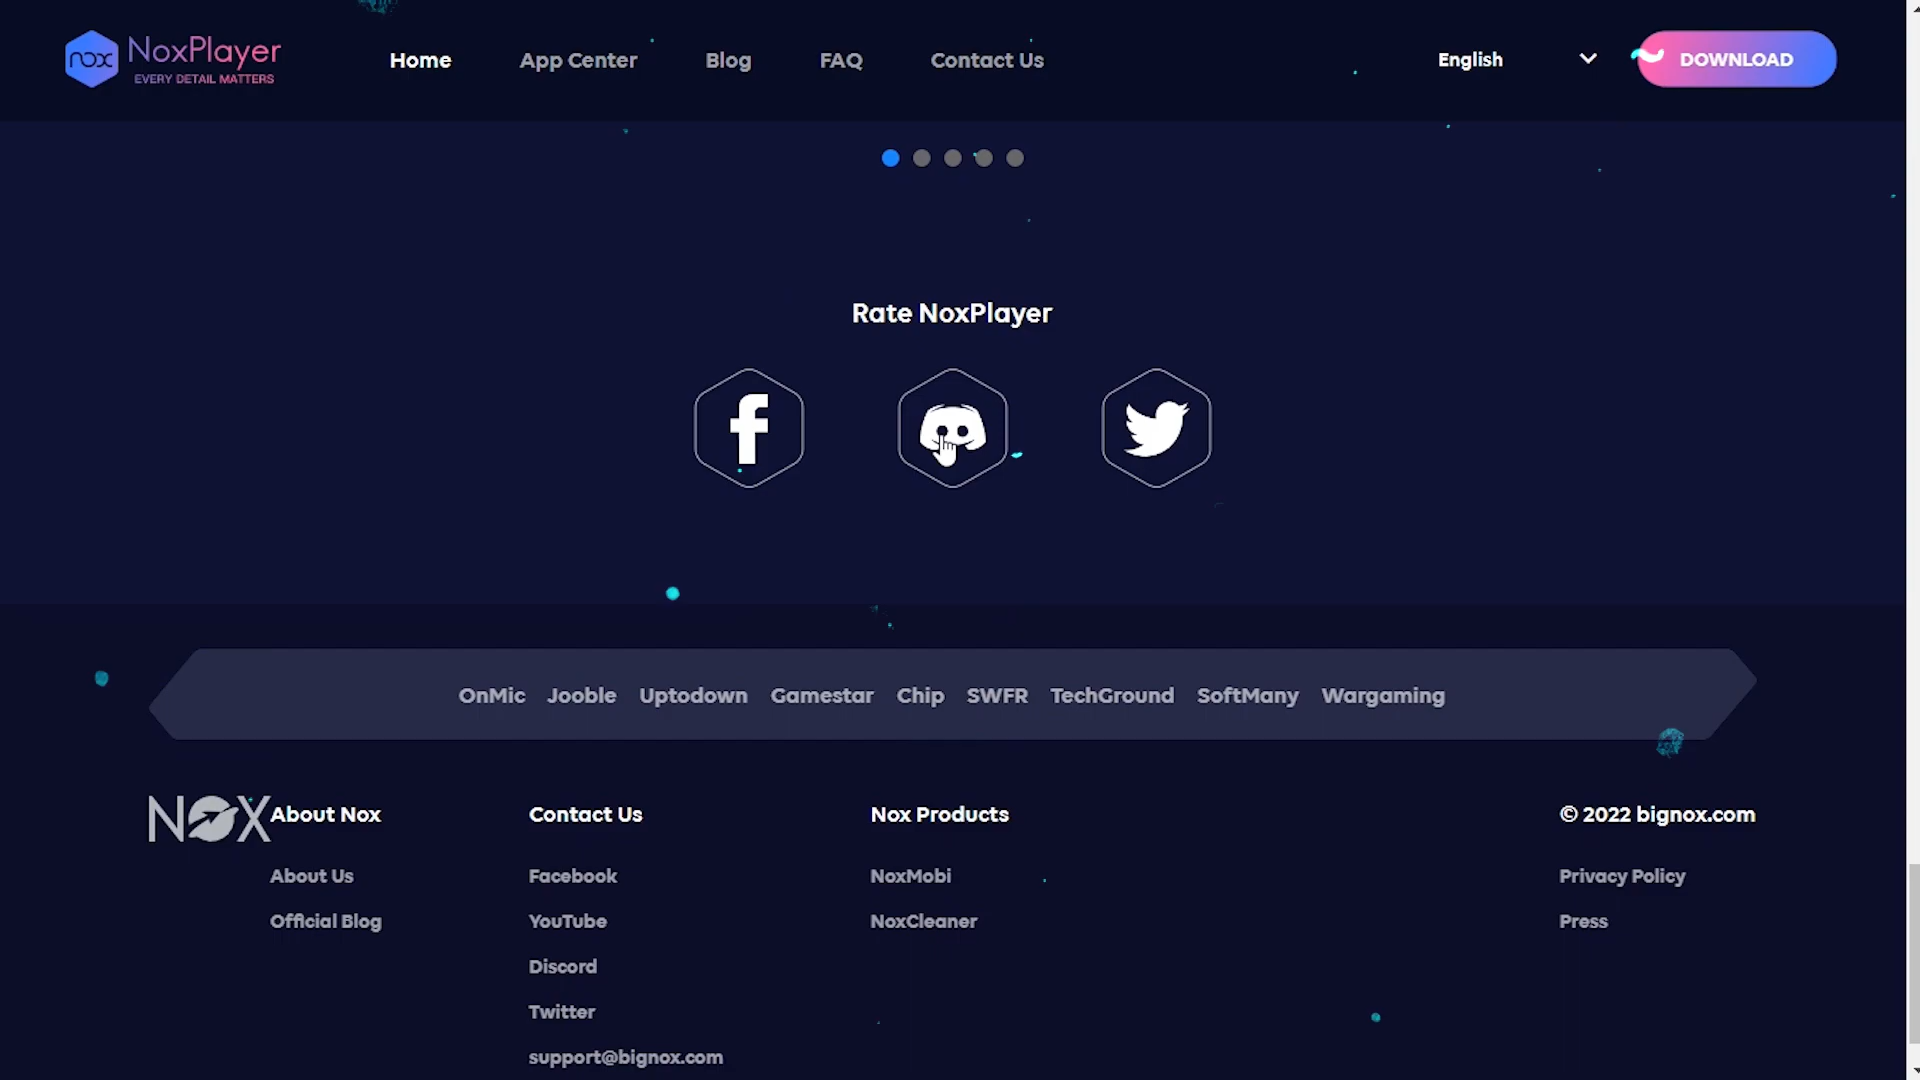 nox NoxPlayer
EVERY DETAIL MATTERS
Home App Center Blog FAQ Contact Us
English
DOWNLOAD
Rate NoxPlayer
OnMic Jooble Uptodown Gamestar Chip SWFR TechGround SoftMany Wargaming
NOX
About Nox
About Us
Official Blog
Contact Us
Facebook
YouTube
Discord
Twitter
support@bignox.com
Nox Products
NoxMobi
NoxCleaner
© 2022 bignox.com
Privacy Policy
Press